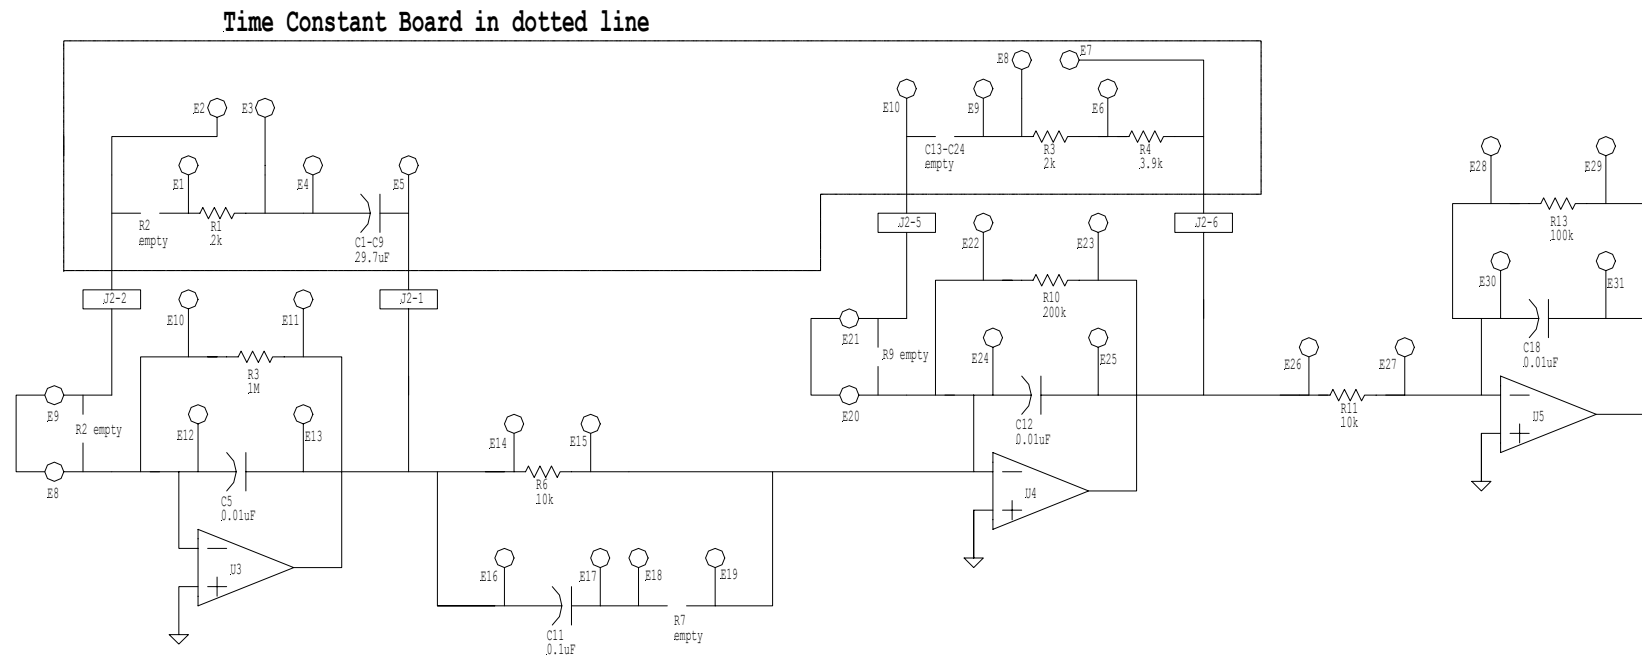 Time Constant Board in dotted line
E7
E8
E10
E9
E6
E2
E3
C13-C24
empty
R3
2k
R4
3.9k
E28
E29
E1
E4
E5
R2
empty
R1
2k
C1-C9
29.7uF
J2-5
J2-6
R13
100k
E22
E23
E30
E31
J2-2
J2-1
E10
E11
R10
200k
E21
R9 empty
E24
E25
E26
E27
C18
0.01uF
R3
1M
E9
E20
C12
0.01uF
R11
10k
U5
R2 empty
E12
E13
E14
E15
E8
R6
10k
U4
C5
0.01uF
U3
E16
E17
E18
E19
C11
0.1uF
R7
empty